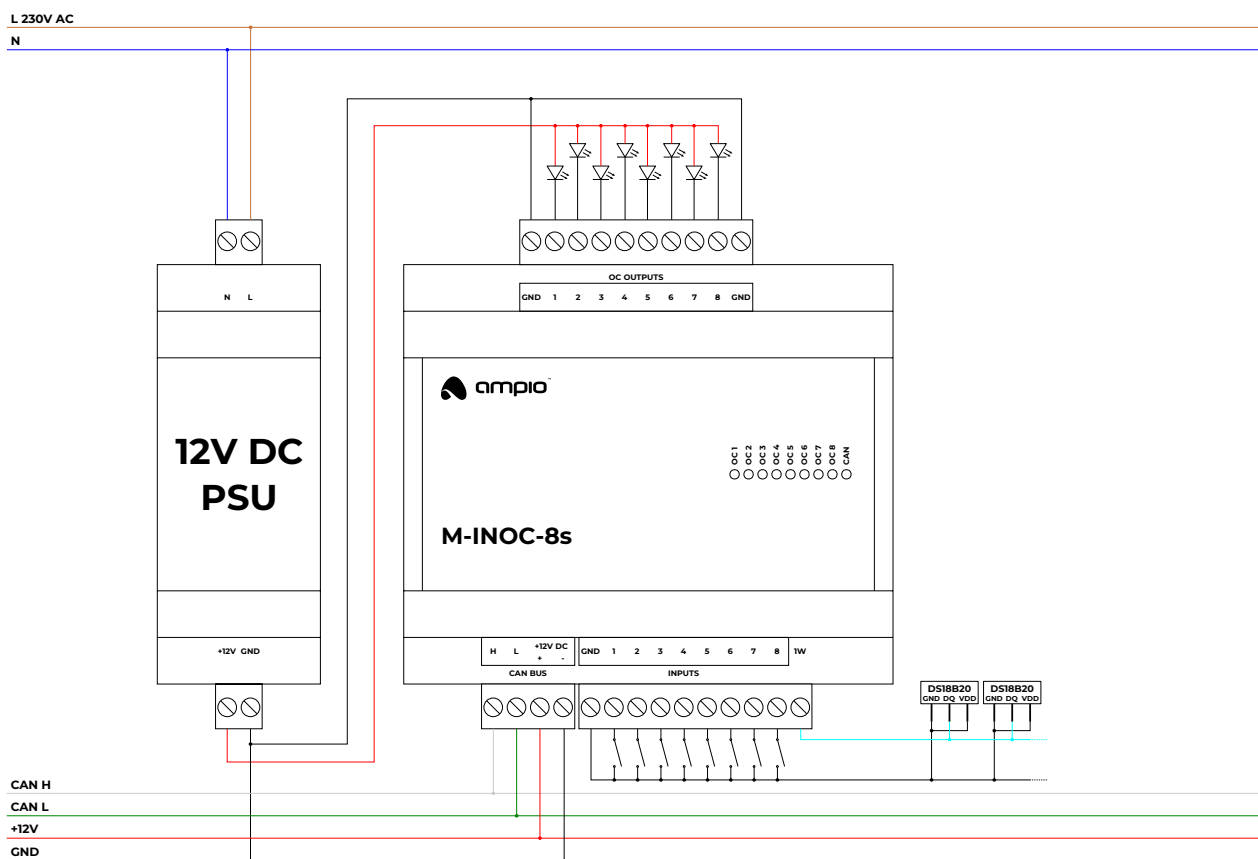 L 230V AC
N
OC OUTPUTS
GND 1 2 3 4 5 6 7 8 GND
N L
ampio
12V DC
PSU
OC 1
OC 2
OC 3
OC 4
OC 5
OC 6
OC 7
OC 8
CAN
M-INOC-8s
+12V GND
H L +12V DC
+ -
GND 1 2 3 4 5 6 7 8 1W
CAN BUS
INPUTS
DS18B20
GND DQ VDD
DS18B20
GND DQ VDD
CAN H
CAN L
+12V
GND